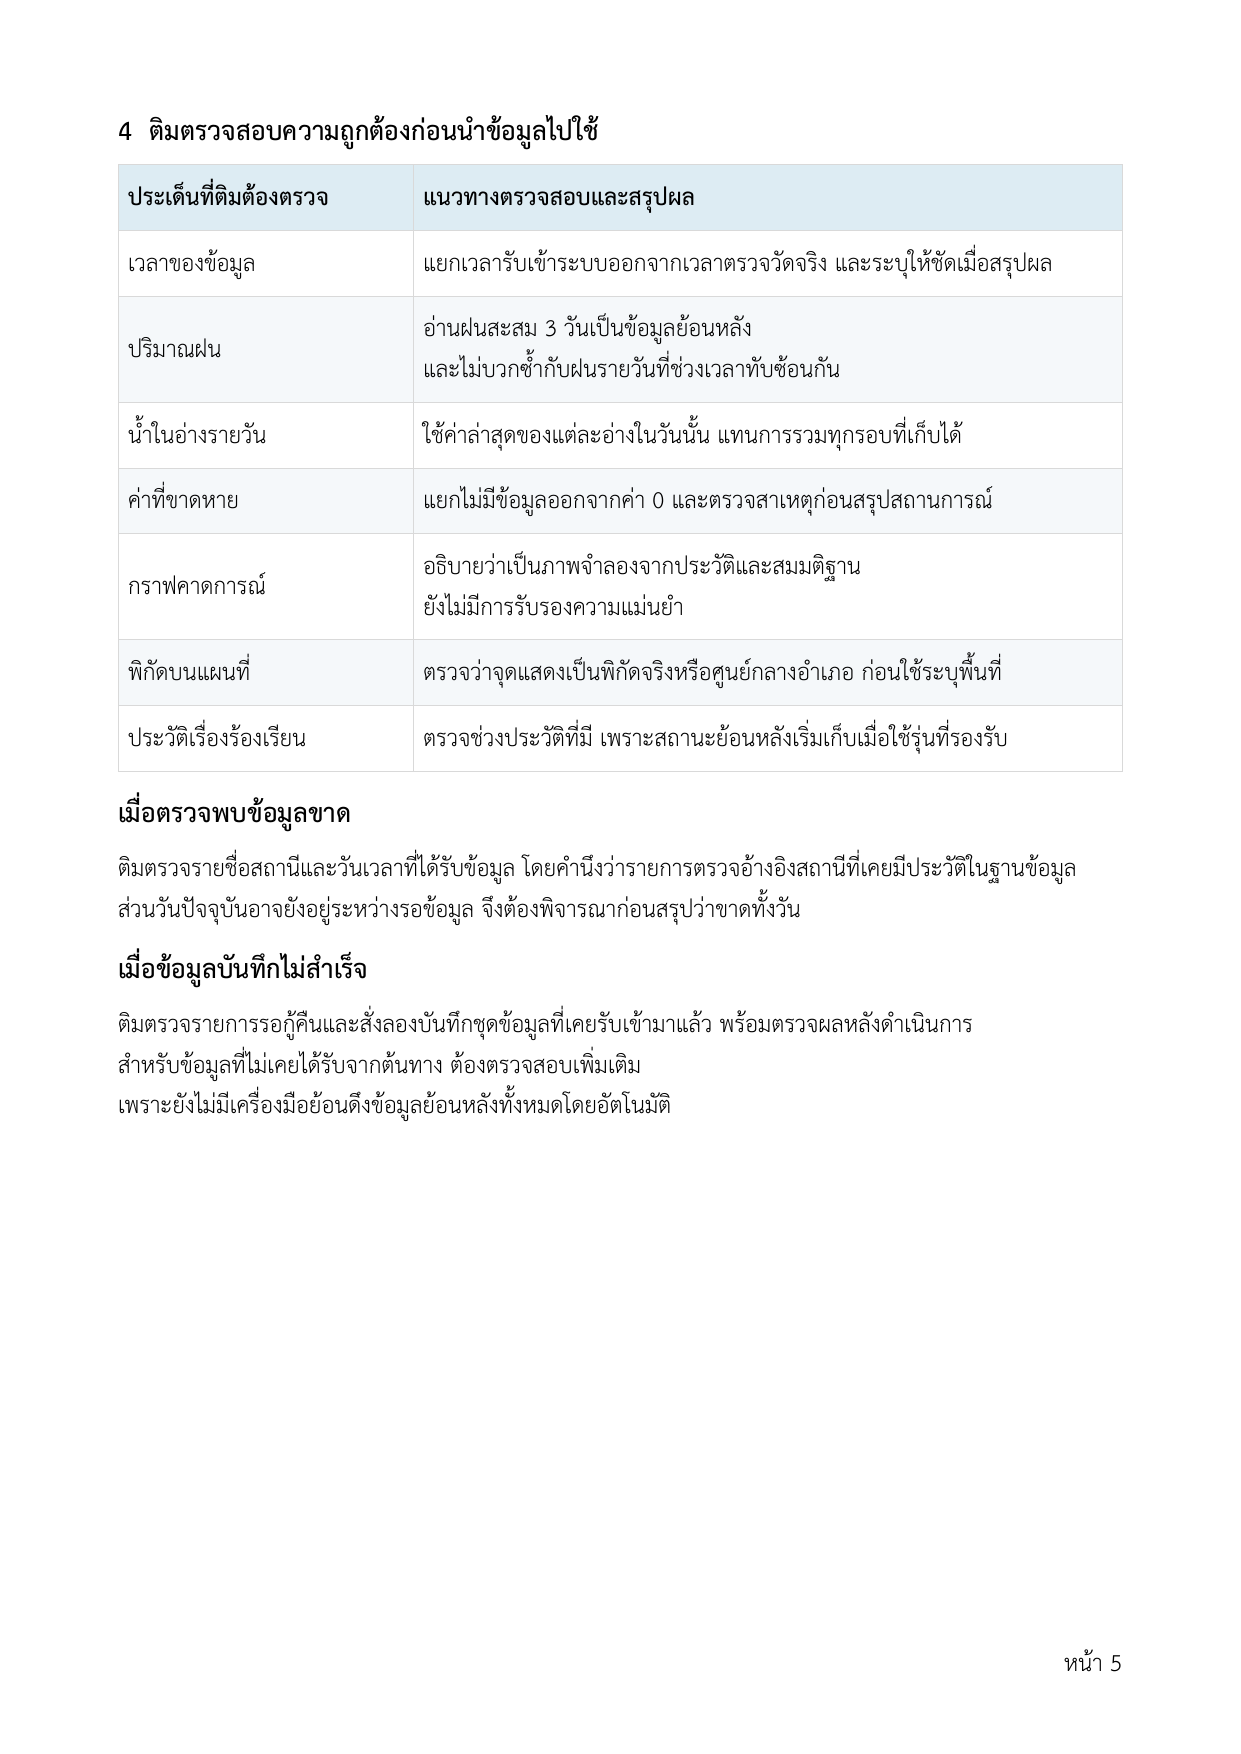 4 ติมตรวจสอบความถูกต้องก่อนนำข้อมูลไปใช้
ประเด็นที่ติมต้องตรวจ แนวทางตรวจสอบและสรุปผล
เวลาของข้อมูล แยกเวลารับเข้าระบบออกจากเวลาตรวจวัดจริง และระบุให้ชัดเมื่อสรุปผล
ปริมาณฝน อ่านฝนสะสม 3 วันเป็นข้อมูลย้อนหลัง
และไม่บวกซ้ำกับฝนรายวันที่ช่วงเวลาทับซ้อนกัน
น้ำในอ่างรายวัน ใช้ค่าล่าสุดของแต่ละอ่างในวันนั้น แทนการรวมทุกรอบที่เก็บได้
ค่าที่ขาดหาย แยกไม่มีข้อมูลออกจากค่า 0 และตรวจสาเหตุก่อนสรุปสถานการณ์
กราฟคาดการณ์ อธิบายว่าเป็นภาพจำลองจากประวัติและสมมติฐาน
ยังไม่มีการรับรองความแม่นยำ
พิกัดบนแผนที่ ตรวจว่าจุดแสดงเป็นพิกัดจริงหรือศูนย์กลางอำเภอ ก่อนใช้ระบุพื้นที่
ประวัติเรื่องร้องเรียน ตรวจช่วงประวัติที่มี เพราะสถานะย้อนหลังเริ่มเก็บเมื่อใช้รุ่นที่รองรับ
เมื่อตรวจพบข้อมูลขาด
ติมตรวจรายชื่อสถานีและวันเวลาที่ได้รับข้อมูล โดยคำนึงว่ารายการตรวจอ้างอิงสถานีที่เคยมีประวัติในฐานข้อมูล
ส่วนวันปัจจุบันอาจยังอยู่ระหว่างรอข้อมูล จึงต้องพิจารณาก่อนสรุปว่าขาดทั้งวัน
เมื่อข้อมูลบันทึกไม่สำเร็จ
ติมตรวจรายการรอกู้คืนและสั่งลองบันทึกชุดข้อมูลที่เคยรับเข้ามาแล้ว พร้อมตรวจผลหลังดำเนินการ
สำหรับข้อมูลที่ไม่เคยได้รับจากต้นทาง ต้องตรวจสอบเพิ่มเติม
เพราะยังไม่มีเครื่องมือย้อนดึงข้อมูลย้อนหลังทั้งหมดโดยอัตโนมัติ
หน้า 5